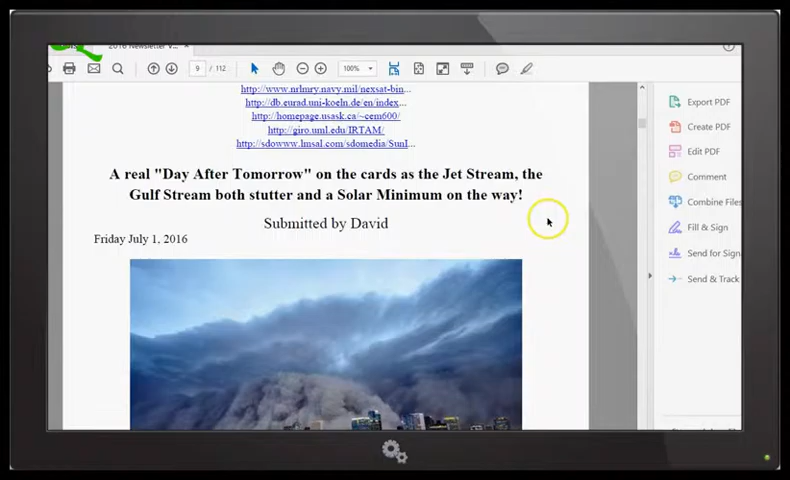 2016 Newsletter V...
9 / 112
100%
http://www.nrlmry.navy.mil/nexsat-bin...
http://db.eurad.uni-koeln.de/en/index...
http://homepage.usask.ca/~cem600/
http://giro.uml.edu/IRTAM/
http://sdowww.lmsal.com/sdomedia/SunI...
A real "Day After Tomorrow" on the cards as the Jet Stream, the
Gulf Stream both stutter and a Solar Minimum on the way!
Submitted by David
Friday July 1, 2016
Export PDF
Create PDF
Edit PDF
Comment
Combine Files
Fill & Sign
Send for Sign
Send & Track